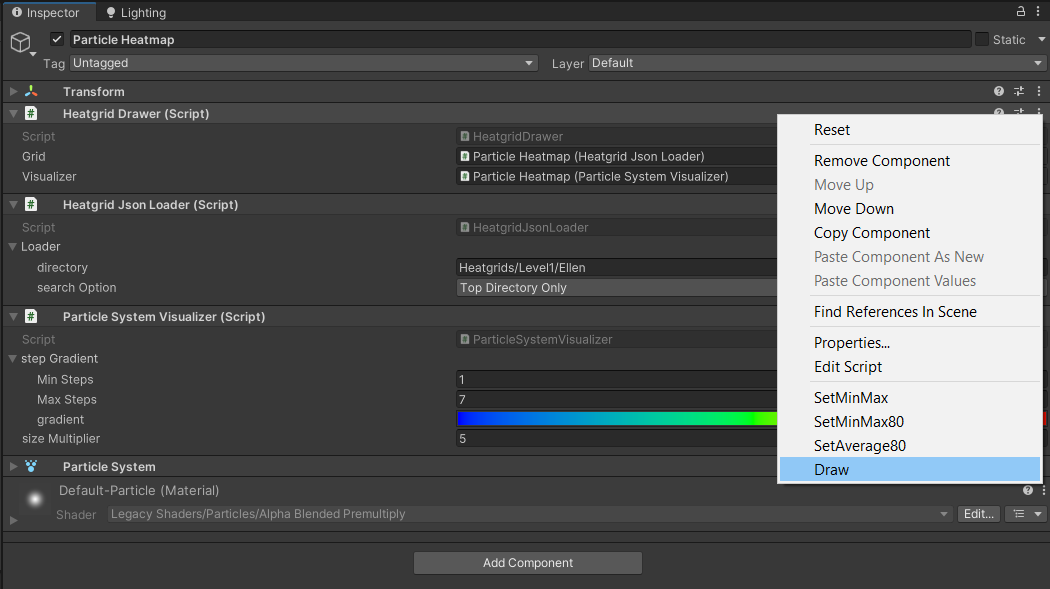 Inspector Lighting
Particle Heatmap Static
Tag Untagged Layer Default
Transform
Heatgrid Drawer (Script)
Script HeatgridDrawer
Grid Particle Heatmap (Heatgrid Json Loader)
Visualizer Particle Heatmap (Particle System Visualizer)
Heatgrid Json Loader (Script)
Script HeatgridJsonLoader
Loader
directory Heatgrids/Level1/Ellen
search Option Top Directory Only
Particle System Visualizer (Script)
Script ParticleSystemVisualizer
step Gradient
Min Steps 1
Max Steps 7
gradient
size Multiplier 5
Particle System
Default-Particle (Material)
Shader Legacy Shaders/Particles/Alpha Blended Premultiply Edit...
Add Component
Reset
Remove Component
Move Up
Move Down
Copy Component
Paste Component As New
Paste Component Values
Find References In Scene
Properties...
Edit Script
SetMinMax
SetMinMax80
SetAverage80
Draw